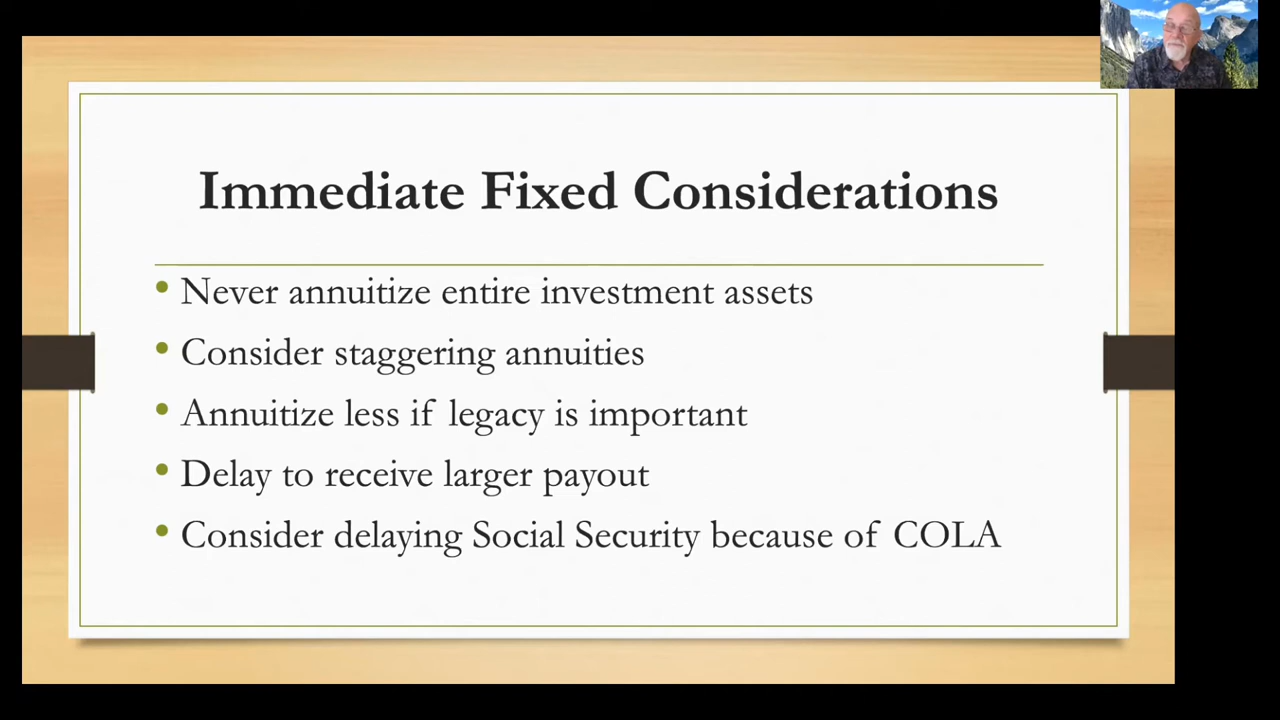 Immediate Fixed Considerations
• Never annuitize entire investment assets
• Consider staggering annuities
• Annuitize less if legacy is important
• Delay to receive larger payout
• Consider delaying Social Security because of COLA